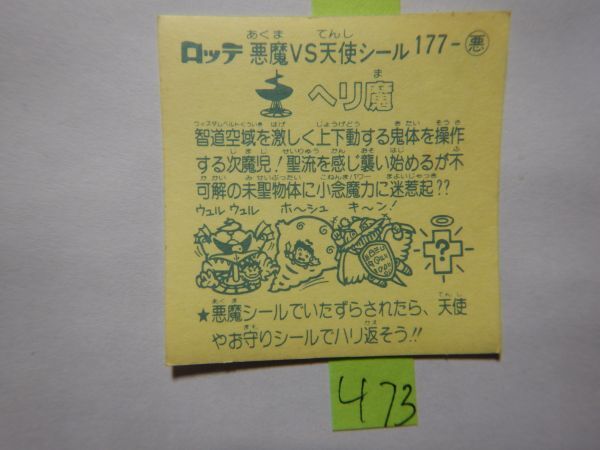 ロッテ 悪魔VS天使シール 177-悪
ヘリ魔
智道空域を激しく上下動する鬼体を操作
する次魔児！聖流を感じ襲い始めるが不
可解の未聖物体に小念魔力に迷惹起??
ウュル ウュル ホ〜シュ キ〜ン!
?
★悪魔シールでいたずらされたら、天使
やお守りシールでハリ返そう!!
473